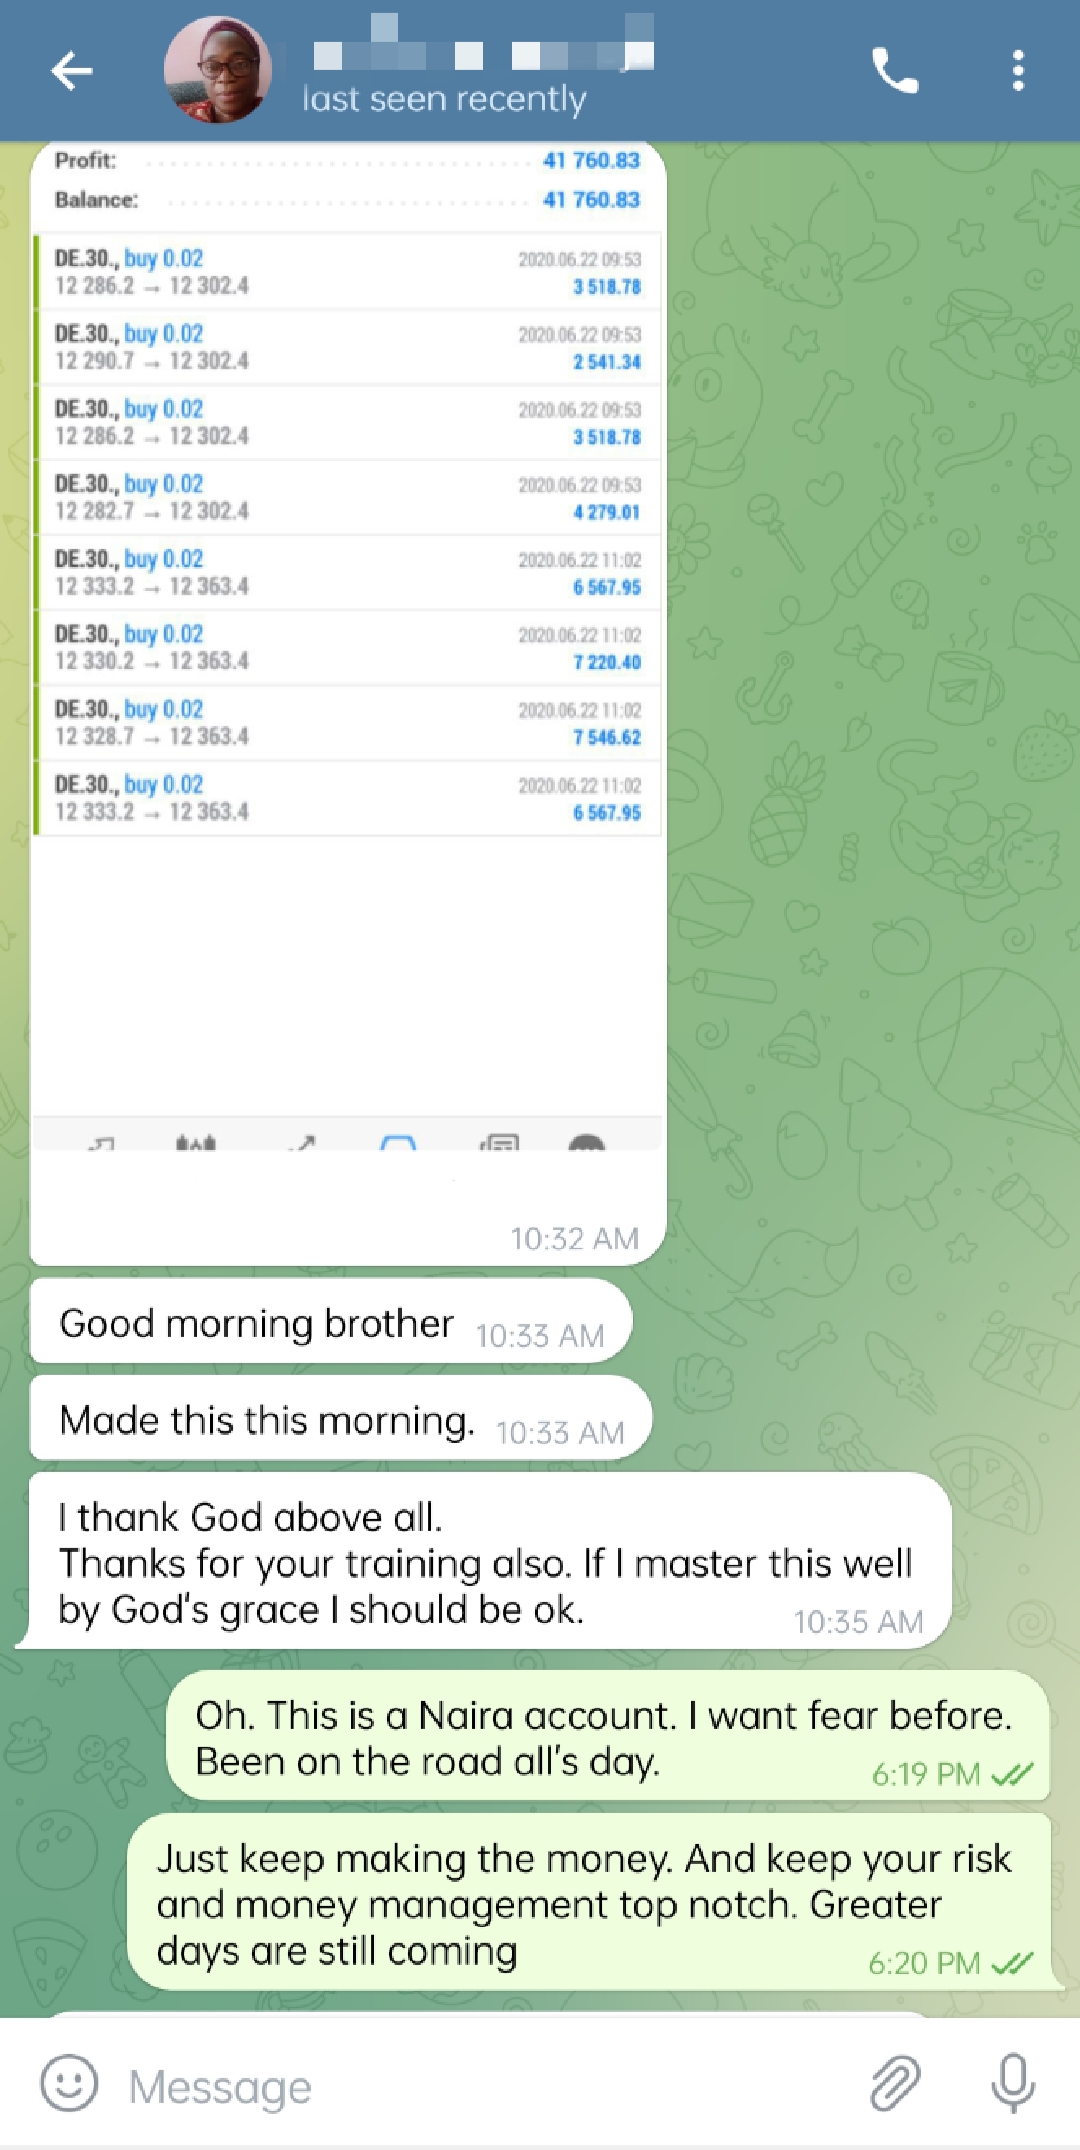 last seen recently
Profit: 41 760.83
Balance: 41 760.83
DE.30., buy 0.02 2020.06.22 09:53
12 286.2 → 12 302.4 3 518.78
DE.30., buy 0.02 2020.06.22 09:53
12 290.7 → 12 302.4 2 541.34
DE.30., buy 0.02 2020.06.22 09:53
12 286.2 → 12 302.4 3 518.78
DE.30., buy 0.02 2020.06.22 09:53
12 282.7 → 12 302.4 4 279.01
DE.30., buy 0.02 2020.06.22 11:02
12 333.2 → 12 363.4 6 567.95
DE.30., buy 0.02 2020.06.22 11:02
12 330.2 → 12 363.4 7 220.40
DE.30., buy 0.02 2020.06.22 11:02
12 328.7 → 12 363.4 7 546.62
DE.30., buy 0.02 2020.06.22 11:02
12 333.2 → 12 363.4 6 567.95
10:32 AM
Good morning brother 10:33 AM
Made this this morning. 10:33 AM
I thank God above all.
Thanks for your training also. If I master this well
by God's grace I should be ok. 10:35 AM
Oh. This is a Naira account. I want fear before.
Been on the road all's day. 6:19 PM
Just keep making the money. And keep your risk
and money management top notch. Greater
days are still coming 6:20 PM
Message